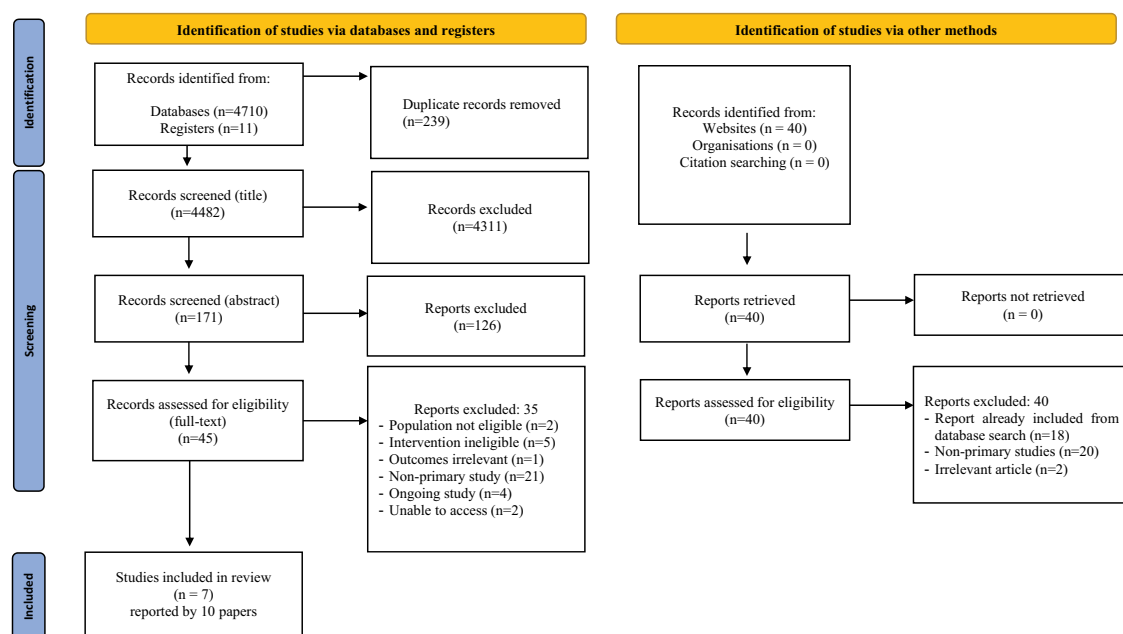 Identification of studies via databases and registers
Identification of studies via other methods
Identification
Records identified from:
Databases (n=4710)
Registers (n=11)
Duplicate records removed
(n=239)
Records identified from:
Websites (n = 40)
Organisations (n = 0)
Citation searching (n = 0)
Screening
Records screened (title)
(n=4482)
Records excluded
(n=4311)
Records screened (abstract)
(n=171)
Reports excluded
(n=126)
Reports retrieved
(n=40)
Reports not retrieved
(n = 0)
Records assessed for eligibility
(full-text)
(n=45)
Reports excluded: 35
- Population not eligible (n=2)
- Intervention ineligible (n=5)
- Outcomes irrelevant (n=1)
- Non-primary study (n=21)
- Ongoing study (n=4)
- Unable to access (n=2)
Reports assessed for eligibility
(n=40)
Reports excluded: 40
- Report already included from
database search (n=18)
- Non-primary studies (n=20)
- Irrelevant article (n=2)
Included
Studies included in review
(n = 7)
reported by 10 papers